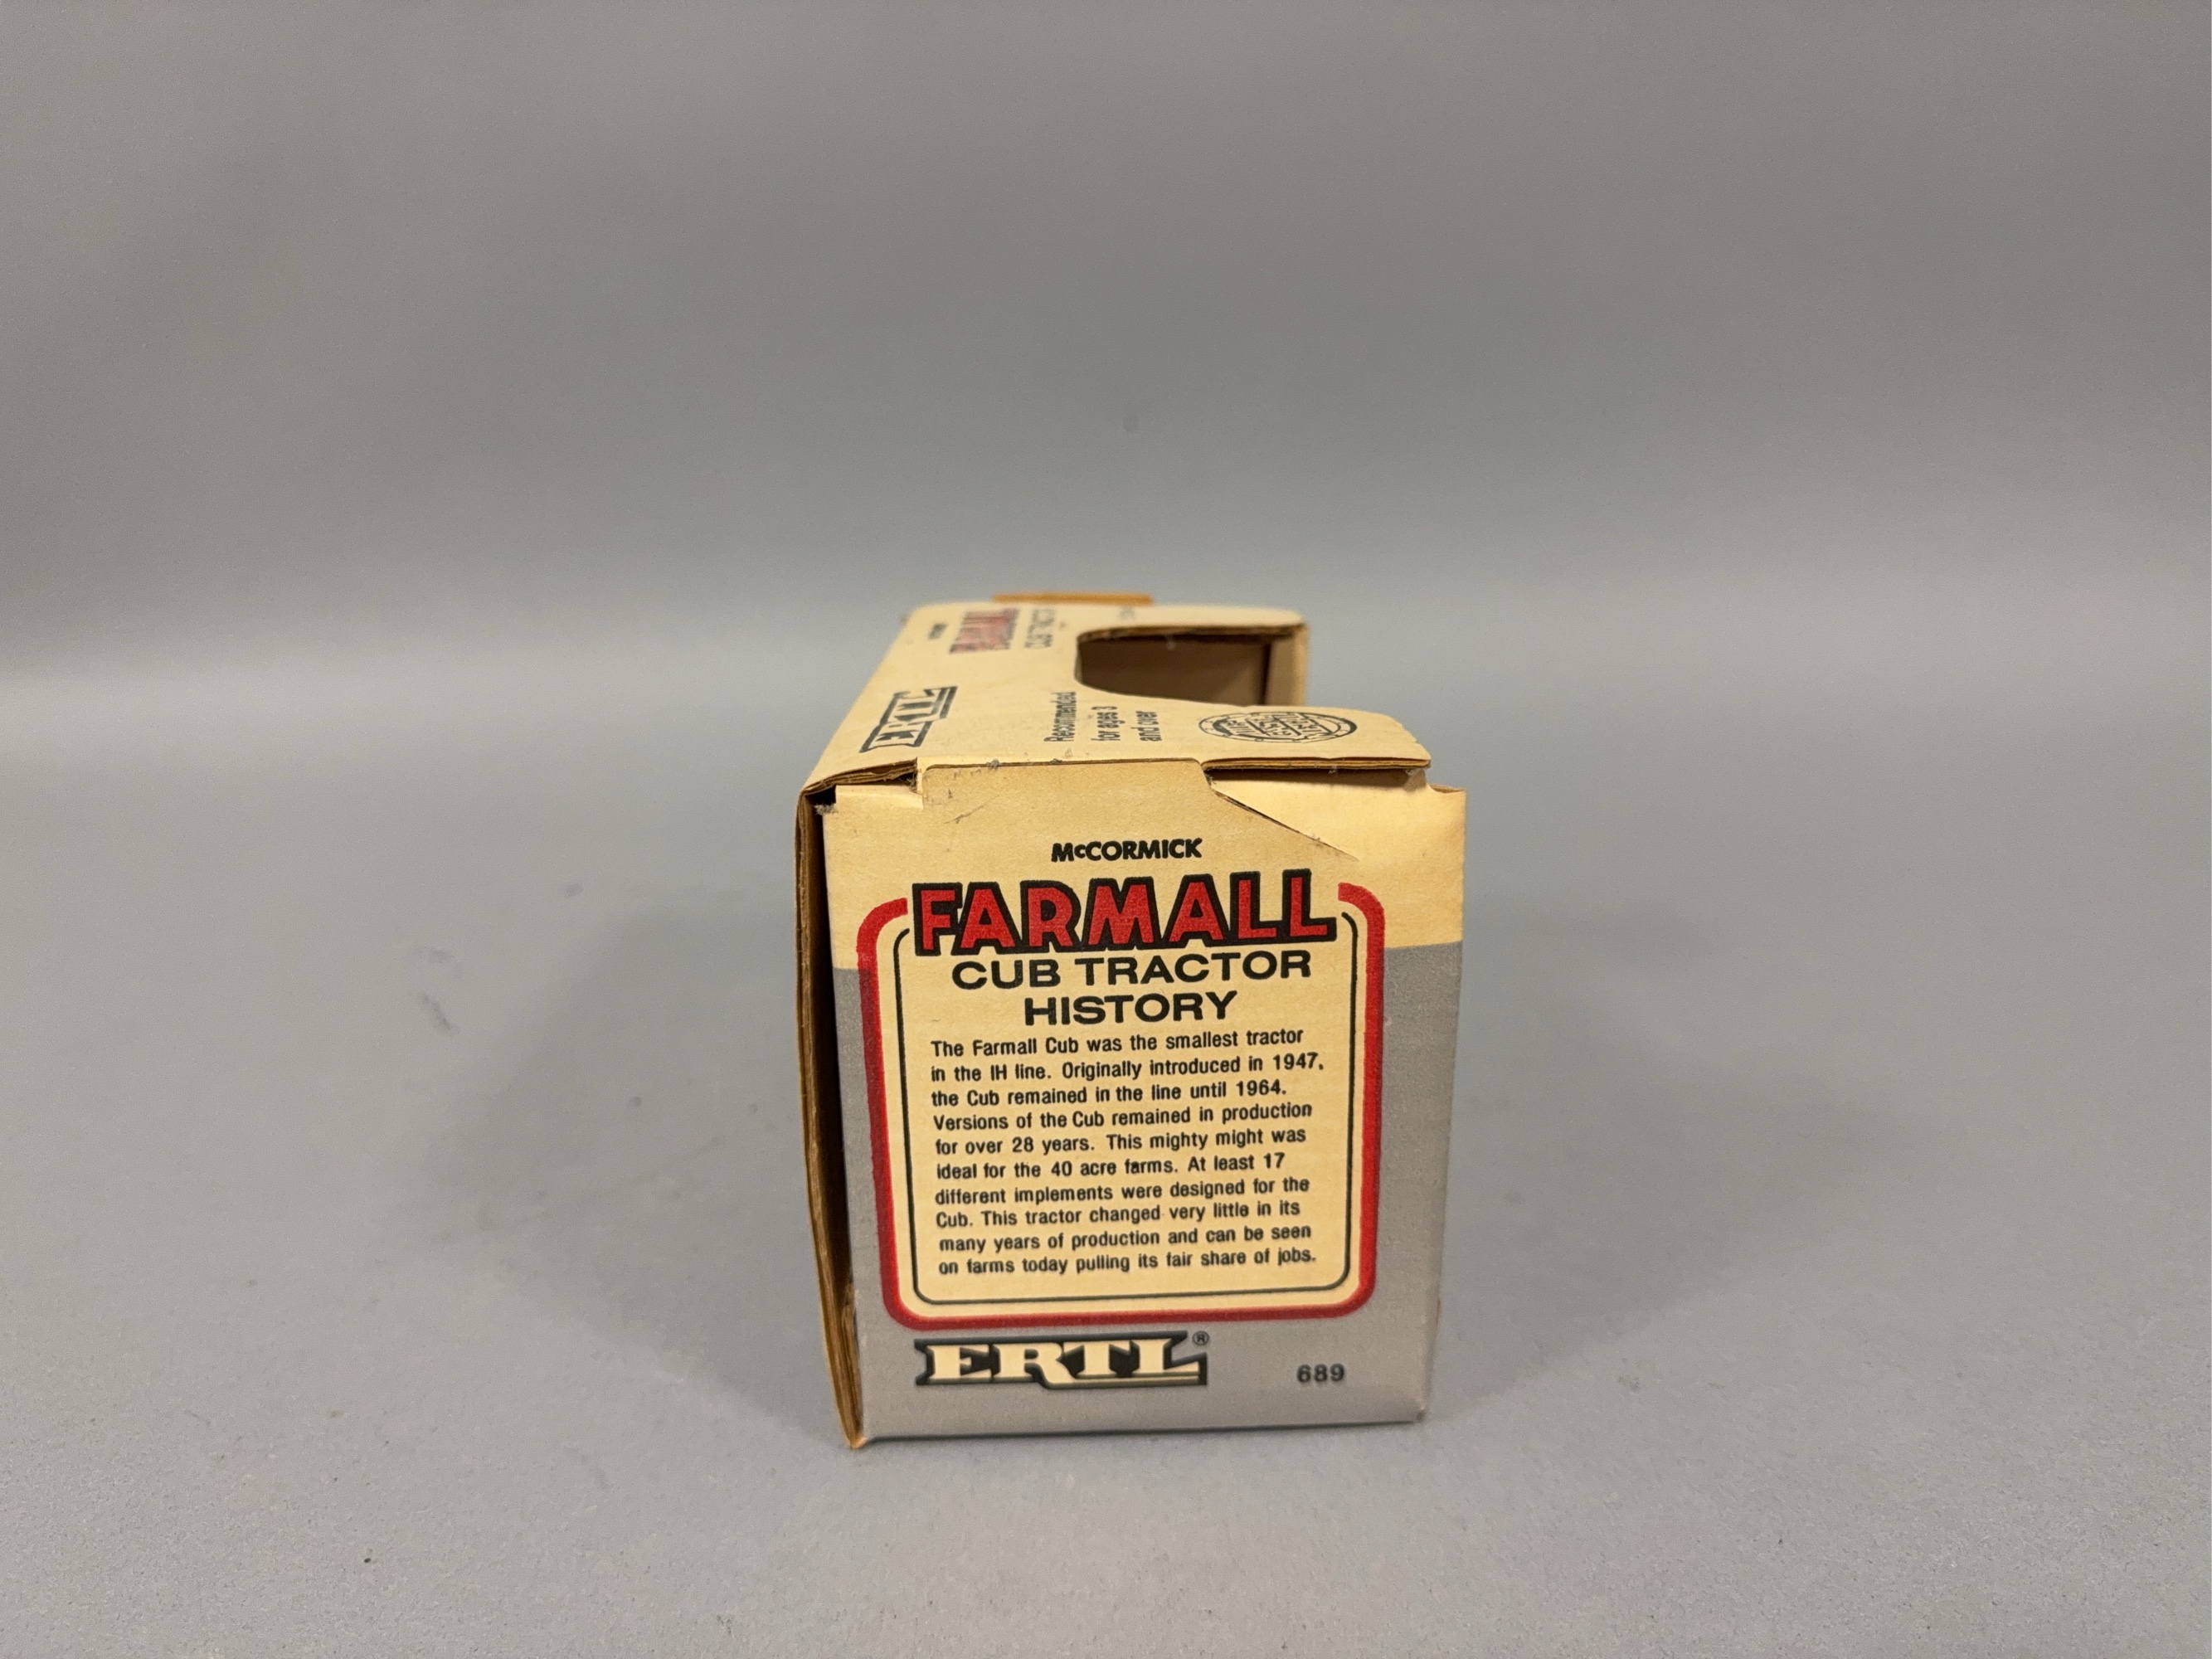 FARMALL
ERTL
Recommended
for ages 3
and over
McCORMICK
FARMALL
CUB TRACTOR
HISTORY
The Farmall Cub was the smallest tractor
in the IH line. Originally introduced in 1947,
the Cub remained in the line until 1964.
Versions of the Cub remained in production
for over 28 years. This mighty might was
ideal for the 40 acre farms. At least 17
different implements were designed for the
Cub. This tractor changed very little in its
many years of production and can be seen
on farms today pulling its fair share of jobs.
ERTL®
689